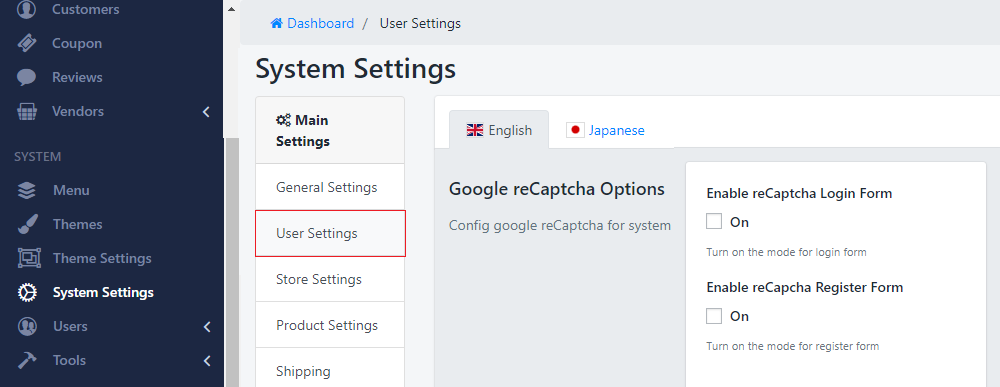 Customers
Coupon
Reviews
Vendors
SYSTEM
Menu
Themes
Theme Settings
System Settings
Users
Tools
Dashboard / User Settings
System Settings
Main
Settings
General Settings
User Settings
Store Settings
Product Settings
Shipping
English
Japanese
Google reCaptcha Options
Config google reCaptcha for system
Enable reCaptcha Login Form
On
Turn on the mode for login form
Enable reCapcha Register Form
On
Turn on the mode for register form